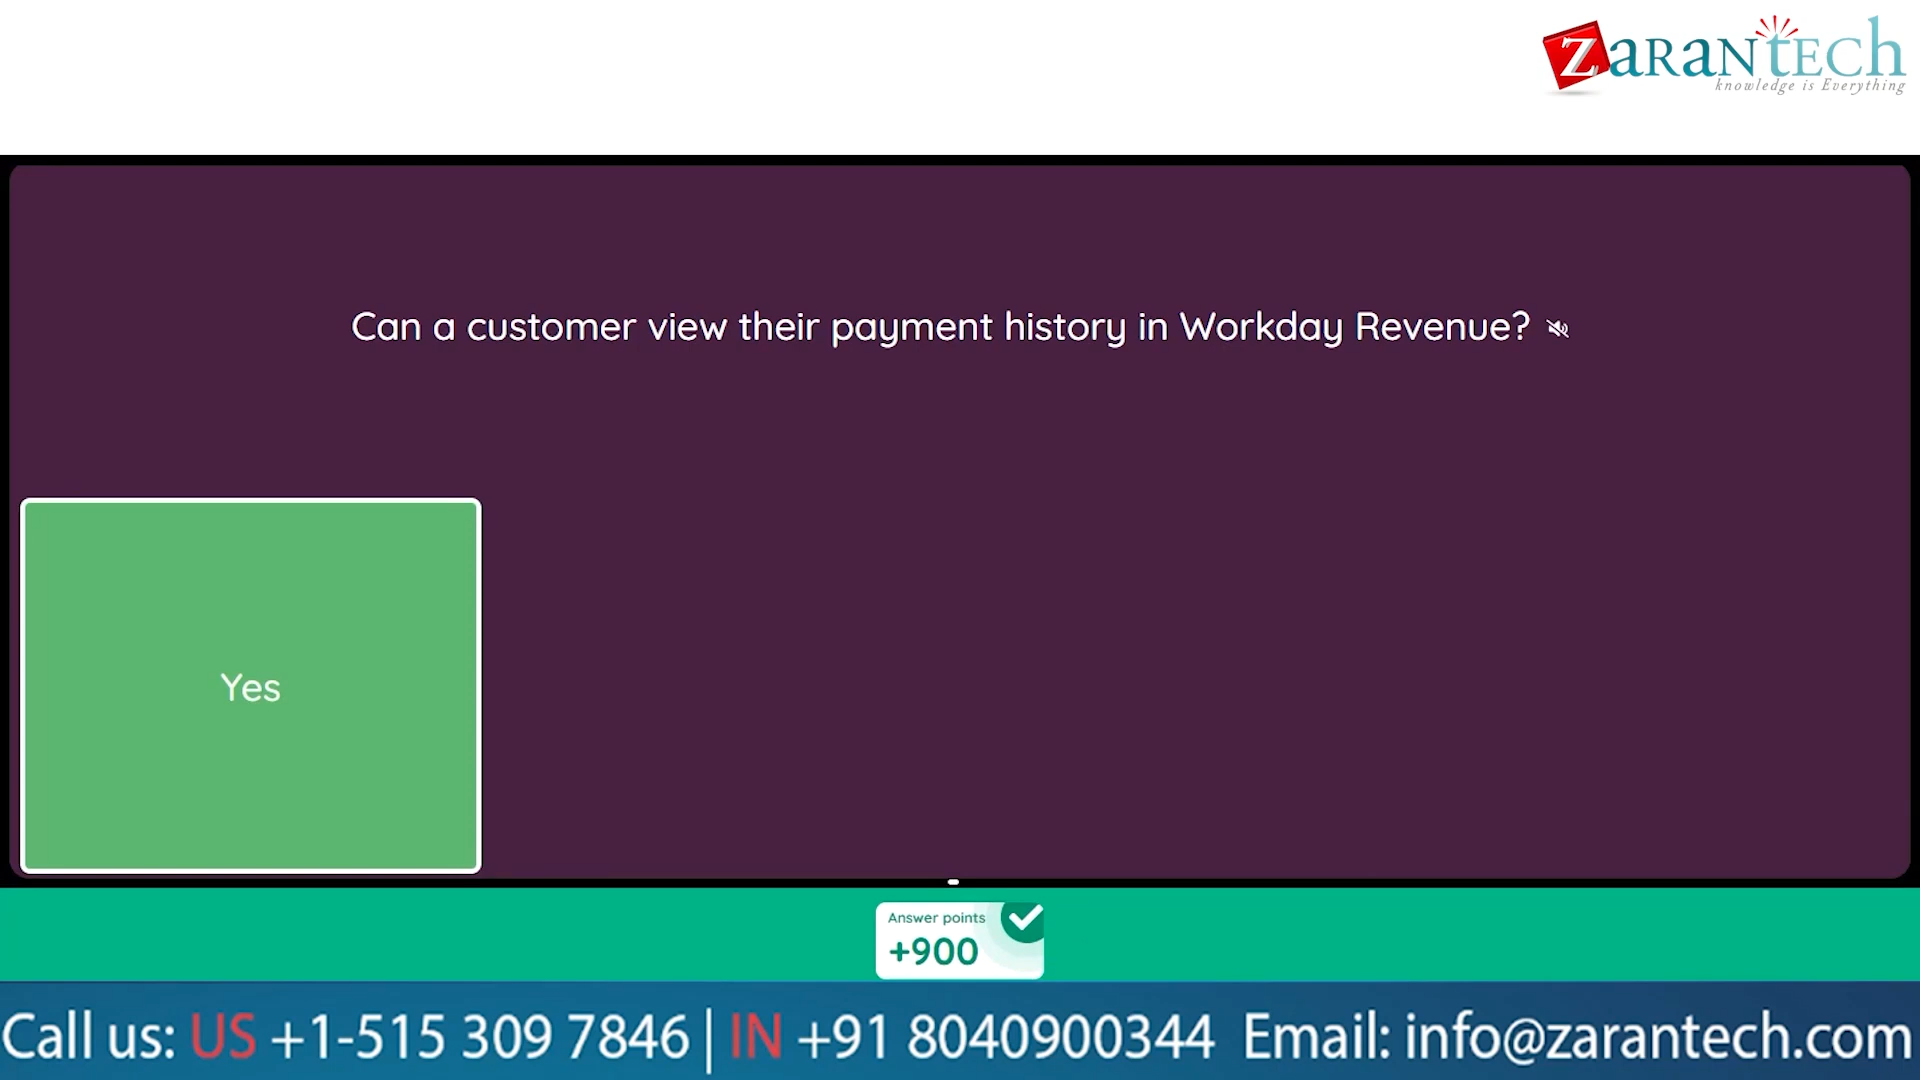 ZaranTech
knowledge is Everything
Can a customer view their payment history in Workday Revenue?
Yes
Answer points
+900
Call us: US +1-515 309 7846 | IN +91 8040900344 Email: info@zarantech.com